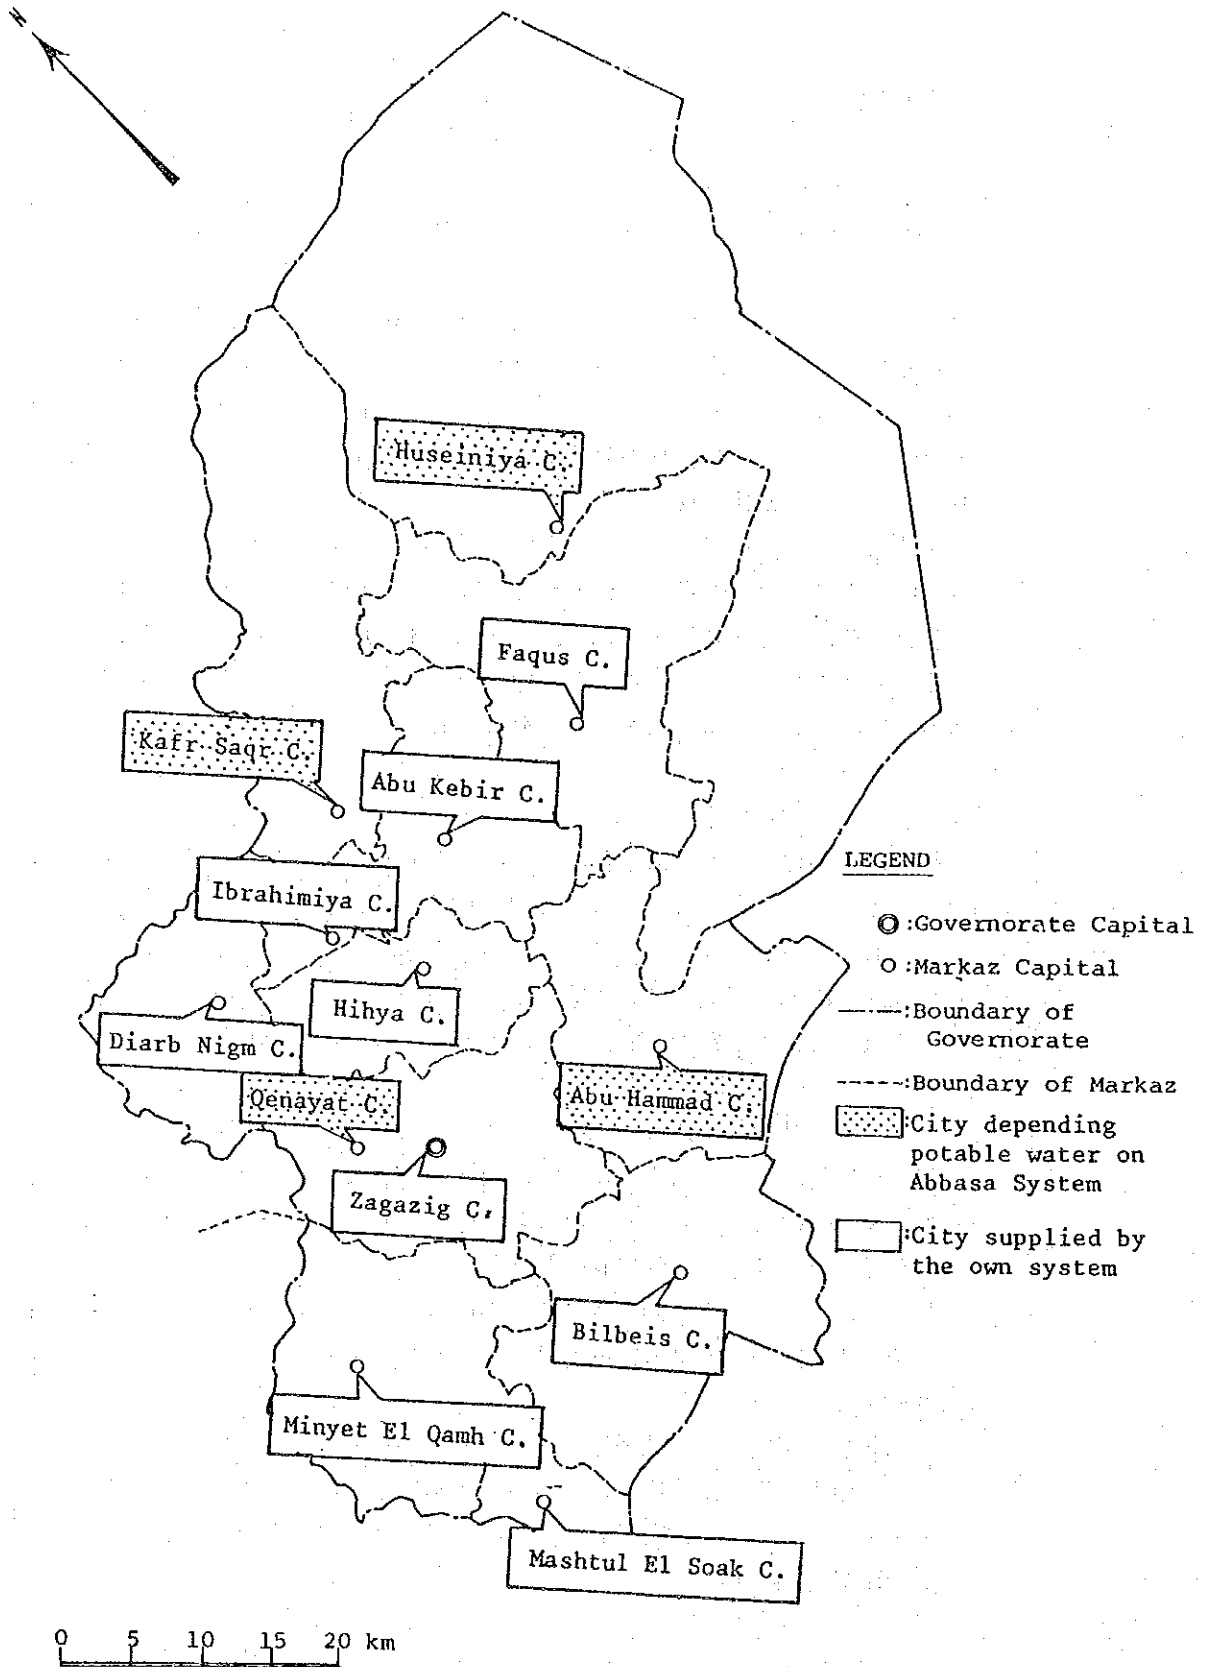 N
Huseiniya C.
Faqus C.
Kafr Saqr C.
Abu Kebir C.
Ibrahimiya C.
Hihya C.
Diarb Nigm C.
Qenayat C.
Abu Hammad C.
Zagazig C.
Bilbeis C.
Minyet El Qamh C.
Mashtul El Soak C.
LEGEND
:Governorate Capital
:Markaz Capital
:Boundary of
Governorate
:Boundary of Markaz
:City depending
potable water on
Abbasa System
:City supplied by
the own system
0 5 10 15 20 km